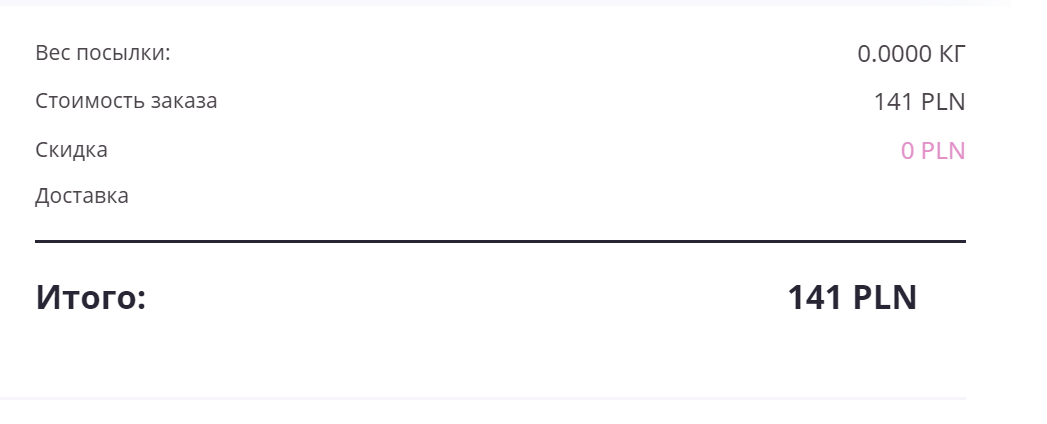 Вес посылки: 0.0000 КГ
Стоимость заказа 141 PLN
Скидка 0 PLN
Доставка
Итого: 141 PLN